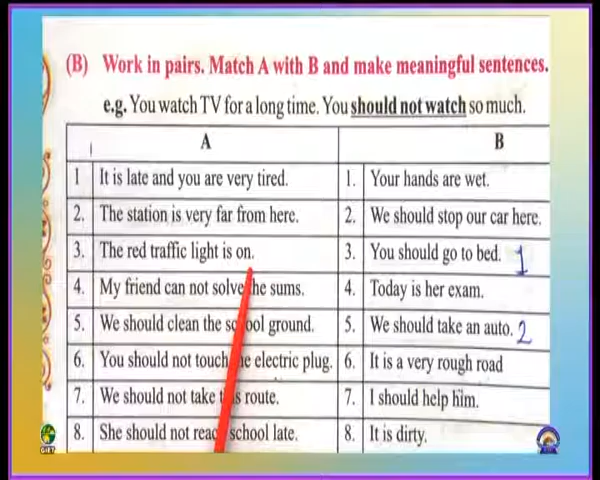 (B) Work in pairs. Match A with B and make meaningful sentences.
e.g. You watch TV for a long time. You should not watch so much.
A B
1 It is late and you are very tired. 1. Your hands are wet.
2. The station is very far from here. 2. We should stop our car here.
3. The red traffic light is on. 3. You should go to bed. 1
4. My friend can not solve the sums. 4. Today is her exam.
5. We should clean the school ground. 5. We should take an auto. 2
6. You should not touch the electric plug. 6. It is a very rough road
7. We should not take this route. 7. I should help him.
8. She should not reach school late. 8. It is dirty.